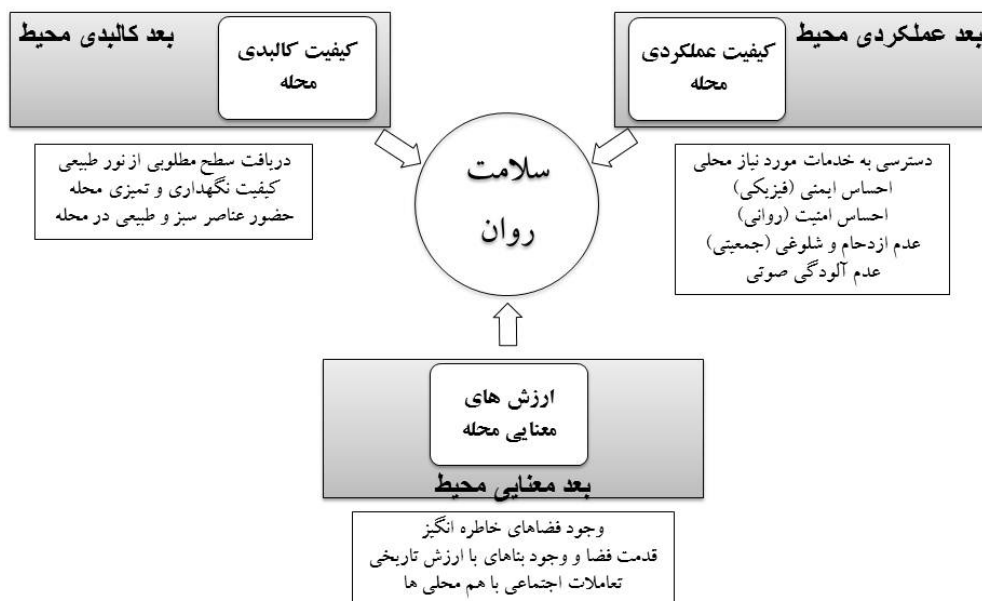 بعد عملکردی محیط
کیفیت عملکردی
محله
دسترسی به خدمات مورد نیاز محلی
احساس ایمنی (فیزیکی)
احساس امنیت (روانی)
عدم ازدحام و شلوغی (جمعیتی)
عدم آلودگی صوتی
بعد کالبدی محیط
کیفیت کالبدی
محله
دریافت سطح مطلوبی از نور طبیعی
کیفیت نگهداری و تمیزی محله
حضور عناصر سبز و طبیعی در محله
سلامت
روان
ارزش های
معنایی محله
بعد معنایی محیط
وجود فضاهای خاطره انگیز
قدمت فضا و وجود بناهای با ارزش تاریخی
تعاملات اجتماعی با هم محلی ها